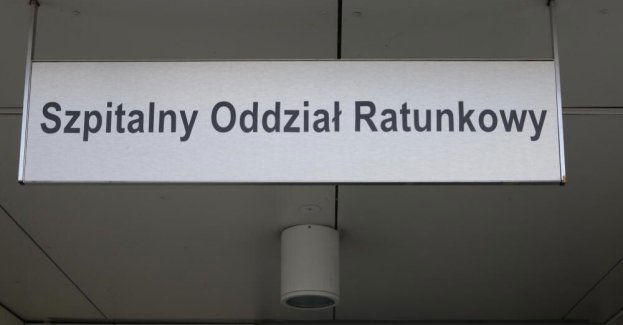 Szpitalny Oddział Ratunkowy